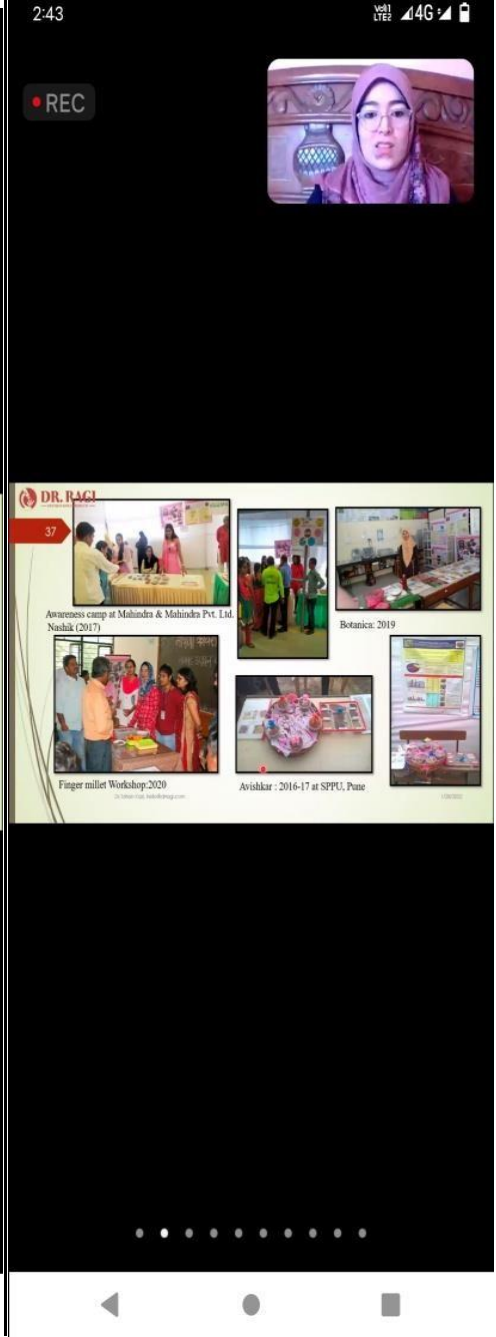 2:43
4G
REC
DR. RAGI
37
Awareness camp at Mahindra & Mahindra Pvt. Ltd.
Nashik (2017)
Botanica: 2019
Finger millet Workshop:2020
Avishkar : 2016-17 at SPPU, Pune